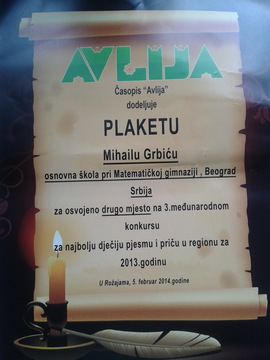 AVLIJA
Časopis "Avlija"
dodeljuje
PLAKETU
Mihailu Grbiću
osnovna škola pri Matematičkoj gimnaziji , Beograd
Srbija
za osvojeno drugo mjesto na 3.međunarodnom
konkursu
za najbolju dječiju pjesmu i priču u regionu za
2013.godinu
U Rožajama, 5. februar 2014.godine